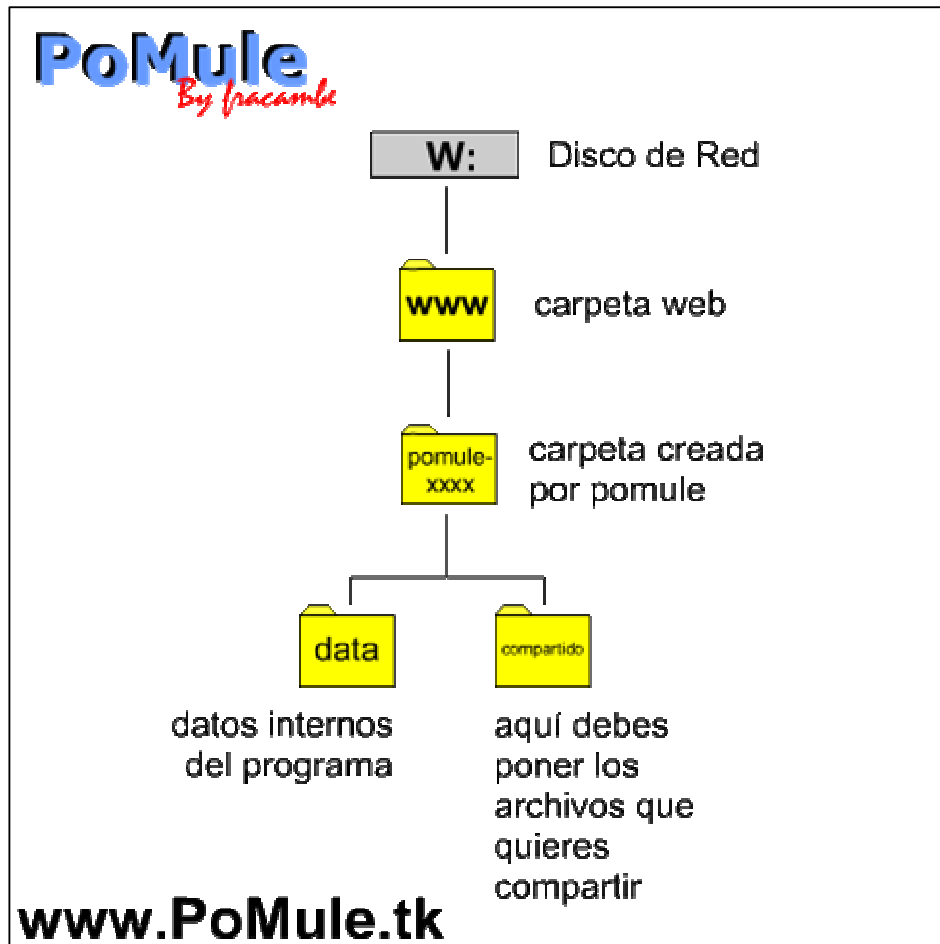 PoMule
By fracambe
W: Disco de Red
www carpeta web
pomule-
xxxx
carpeta creada
por pomule
data
datos internos
del programa
compartido
aquí debes
poner los
archivos que
quieres
compartir
www.PoMule.tk